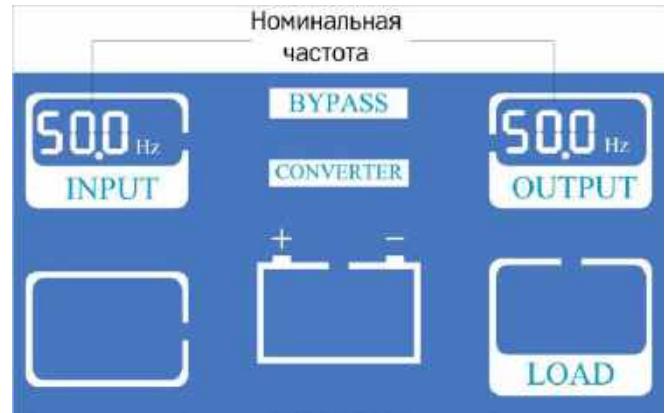 Номинальная
частота
50.0 Hz
INPUT
BYPASS
CONVERTER
50.0 Hz
OUTPUT
+ −
LOAD